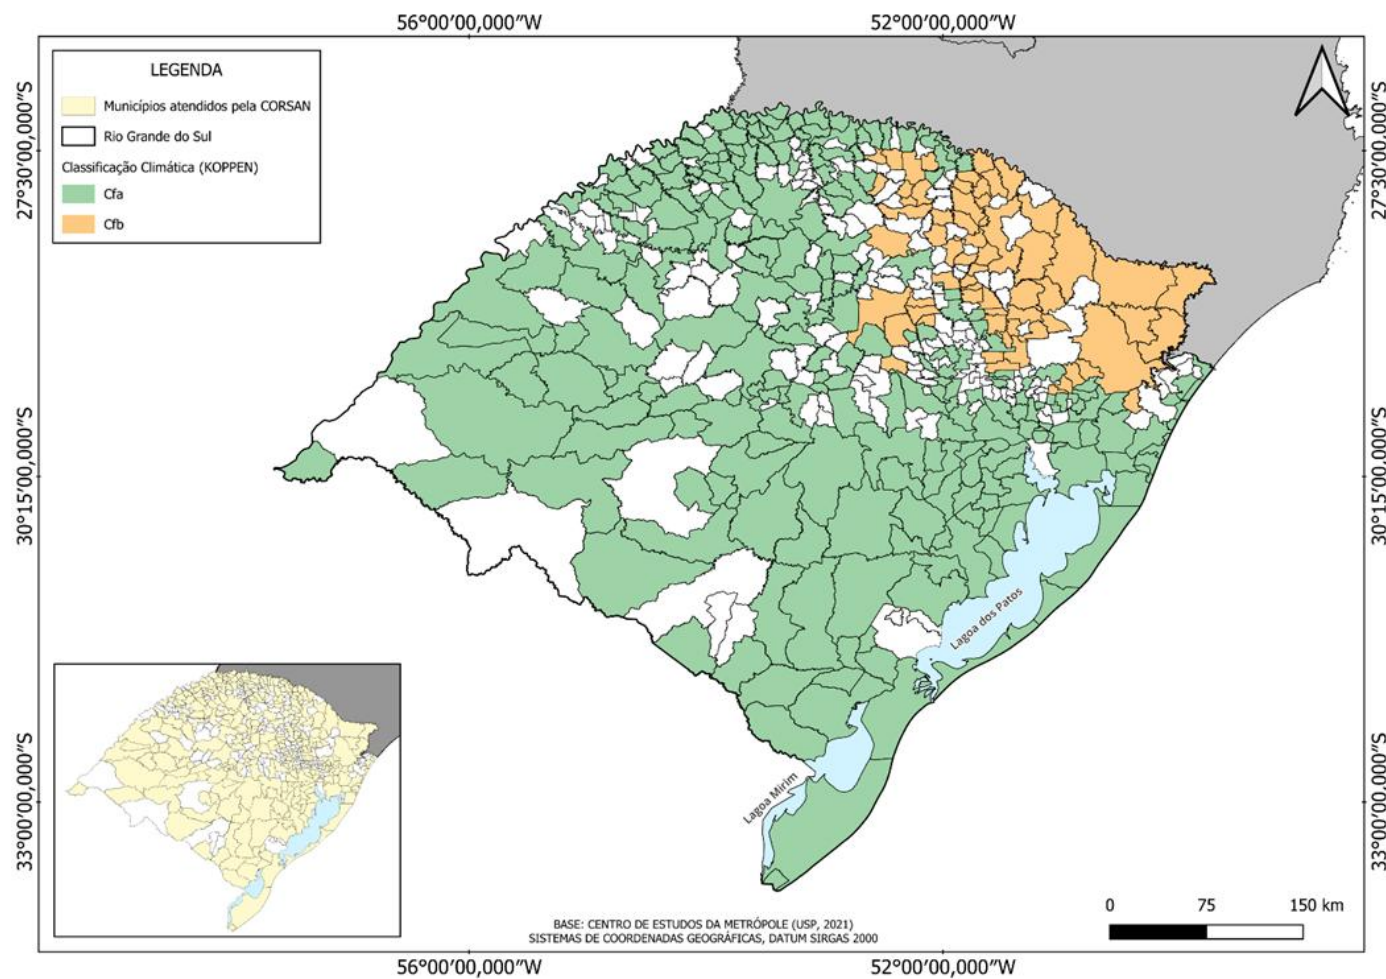 56°00′00,000″W
52°00′00,000″W
LEGENDA
Municípios atendidos pela CORSAN
Rio Grande do Sul
Classificação Climática (KOPPEN)
Cfa
Cfb
27°30′00,000″S
27°30′00,000″S
30°15′00,000″S
30°15′00,000″S
Lagoa dos Patos
Lagoa Mirim
33°00′00,000″S
33°00′00,000″S
0 75 150 km
BASE: CENTRO DE ESTUDOS DA METRÓPOLE (USP, 2021)
SISTEMAS DE COORDENADAS GEOGRÁFICAS, DATUM SIRGAS 2000
56°00′00,000″W
52°00′00,000″W